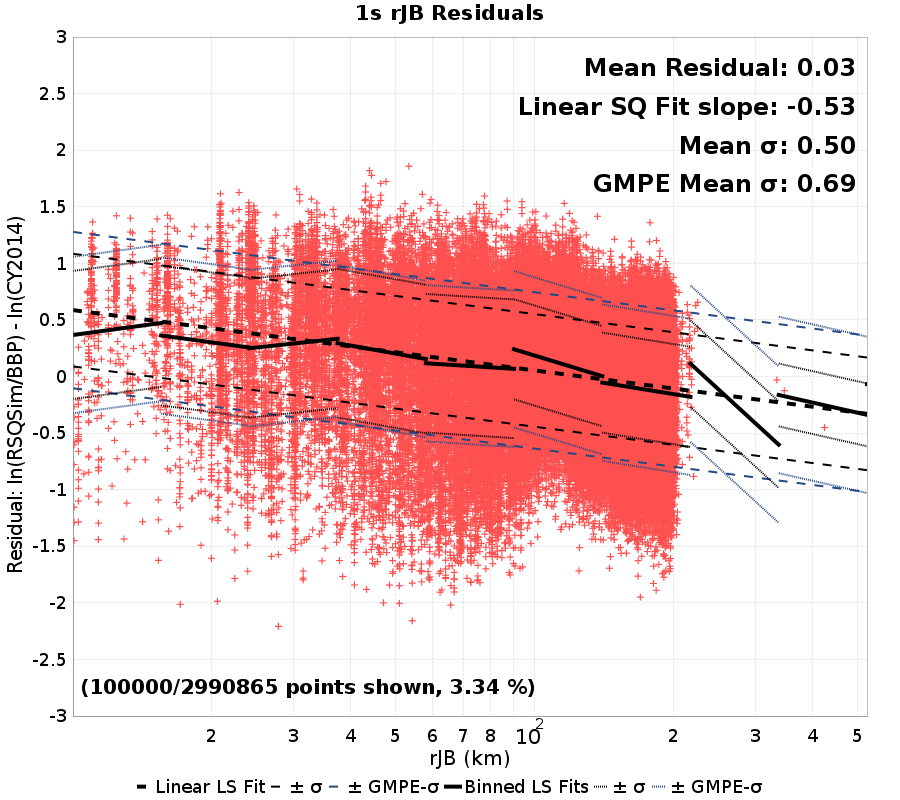 1s rJB Residuals
Mean Residual: 0.03
Linear SQ Fit slope: -0.53
Mean σ: 0.50
GMPE Mean σ: 0.69
3
2.5
2
1.5
1
0.5
0
-0.5
-1
-1.5
-2
-2.5
-3
Residual: ln(RSQSim/BBP) - ln(CY2014)
(100000/2990865 points shown, 3.34 %)
2 3 4 5 6 7 8 10² 2 3 4 5
rJB (km)
Linear LS Fit ± σ ± GMPE-σ Binned LS Fits ± σ ± GMPE-σ